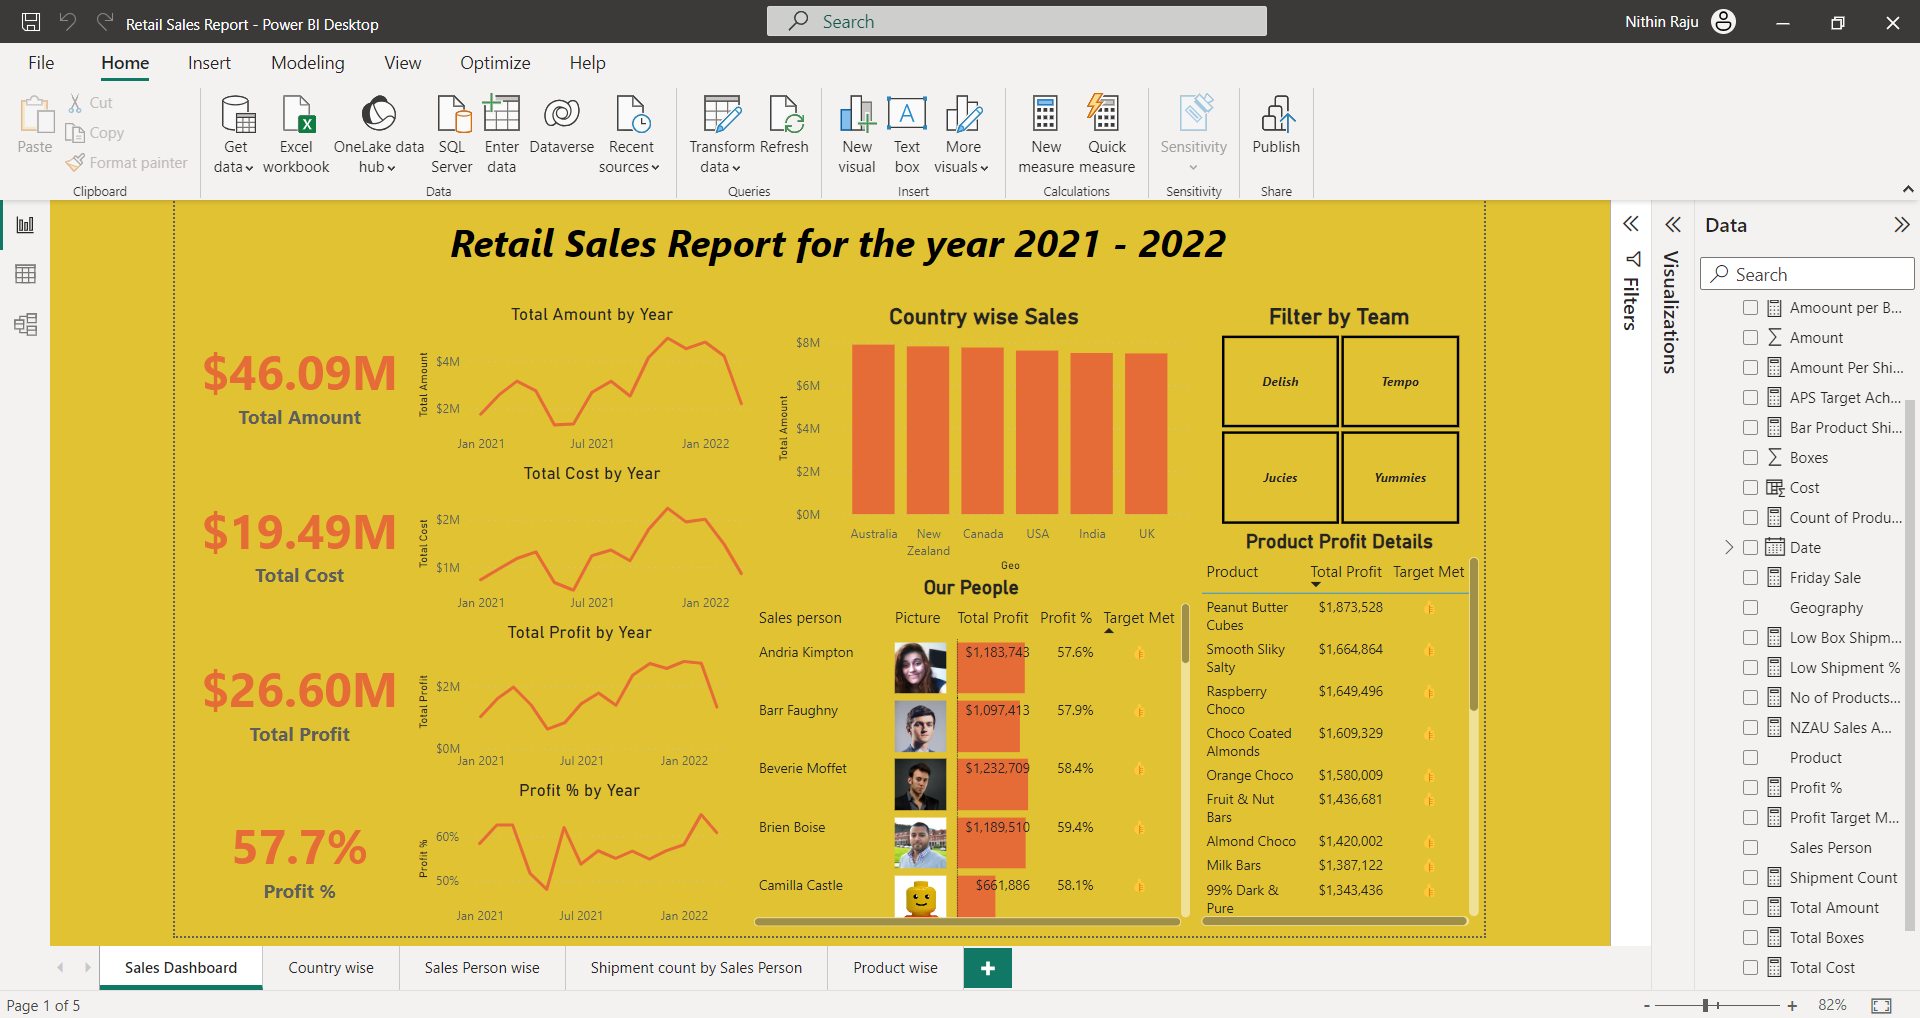 Retail Sales Report - Power BI Desktop
Search
Nithin Raju
File Home Insert Modeling View Optimize Help
Paste
Cut
Copy
Format painter
Clipboard
Get data
Excel workbook
OneLake data hub
SQL Server
Enter data
Dataverse
Recent sources
Data
Transform data
Refresh
Queries
New visual
Text box
More visuals
Insert
New measure
Quick measure
Calculations
Sensitivity
Sensitivity
Publish
Share
Retail Sales Report for the year 2021 - 2022
$46.09M
Total Amount
$19.49M
Total Cost
$26.60M
Total Profit
57.7%
Profit %
Total Amount by Year
Total Amount
$4M
$2M
Jan 2021 Jul 2021 Jan 2022
Total Cost by Year
Total Cost
$2M
$1M
Jan 2021 Jul 2021 Jan 2022
Total Profit by Year
Total Profit
$2M
$0M
Jan 2021 Jul 2021 Jan 2022
Profit % by Year
Profit %
60%
50%
Jan 2021 Jul 2021 Jan 2022
Country wise Sales
Total Amount
$8M
$6M
$4M
$2M
$0M
Australia New Zealand Canada USA India UK
Geo
Our People
Sales person Picture Total Profit Profit % Target Met
Andria Kimpton $1,183,743 57.6%
Barr Faughny $1,097,413 57.9%
Beverie Moffet $1,232,709 58.4%
Brien Boise $1,189,510 59.4%
Camilla Castle $661,886 58.1%
Filter by Team
Delish Tempo
Jucies Yummies
Product Profit Details
Product Total Profit Target Met
Peanut Butter Cubes $1,873,528
Smooth Sliky Salty $1,664,864
Raspberry Choco $1,649,496
Choco Coated Almonds $1,609,329
Orange Choco $1,580,009
Fruit & Nut Bars $1,436,681
Almond Choco $1,420,002
Milk Bars $1,387,122
99% Dark & Pure $1,343,436
Filters
Visualizations
Data
Search
Amoount per B...
Amount
Amount Per Shi...
APS Target Ach...
Bar Product Shi...
Boxes
Cost
Count of Produ...
Date
Friday Sale
Geography
Low Box Shipm...
Low Shipment %
No of Products...
NZAU Sales A...
Product
Profit %
Profit Target M...
Sales Person
Shipment Count
Total Amount
Total Boxes
Total Cost
Sales Dashboard Country wise Sales Person wise Shipment count by Sales Person Product wise
Page 1 of 5
- + 82%